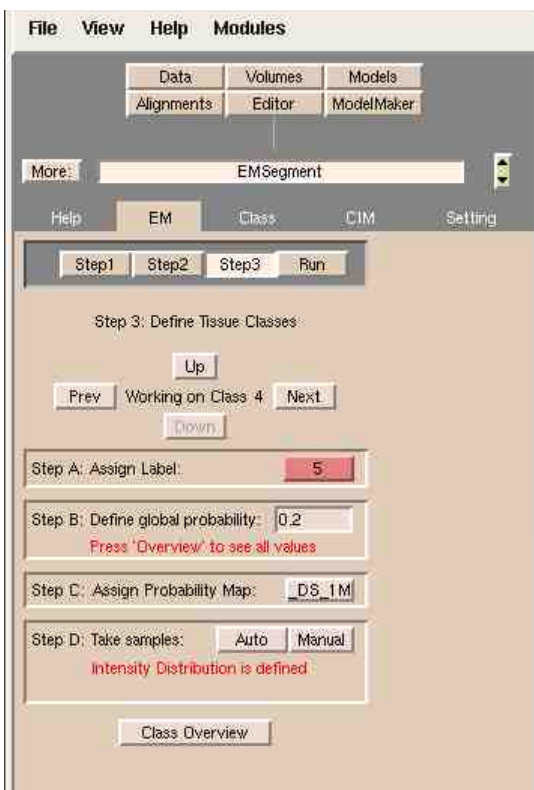 File View Help Modules
Data Volumes Models
Alignments Editor ModelMaker
More: EMSegment
Help EM Class CIM Setting
Step1 Step2 Step3 Run
Step 3: Define Tissue Classes
Up
Prev Working on Class 4 Next
Down
Step A: Assign Label: 5
Step B: Define global probability: 0.2
Press 'Overview' to see all values
Step C: Assign Probability Map: _DS_1M
Step D: Take samples: Auto Manual
Intensity Distribution is defined
Class Overview